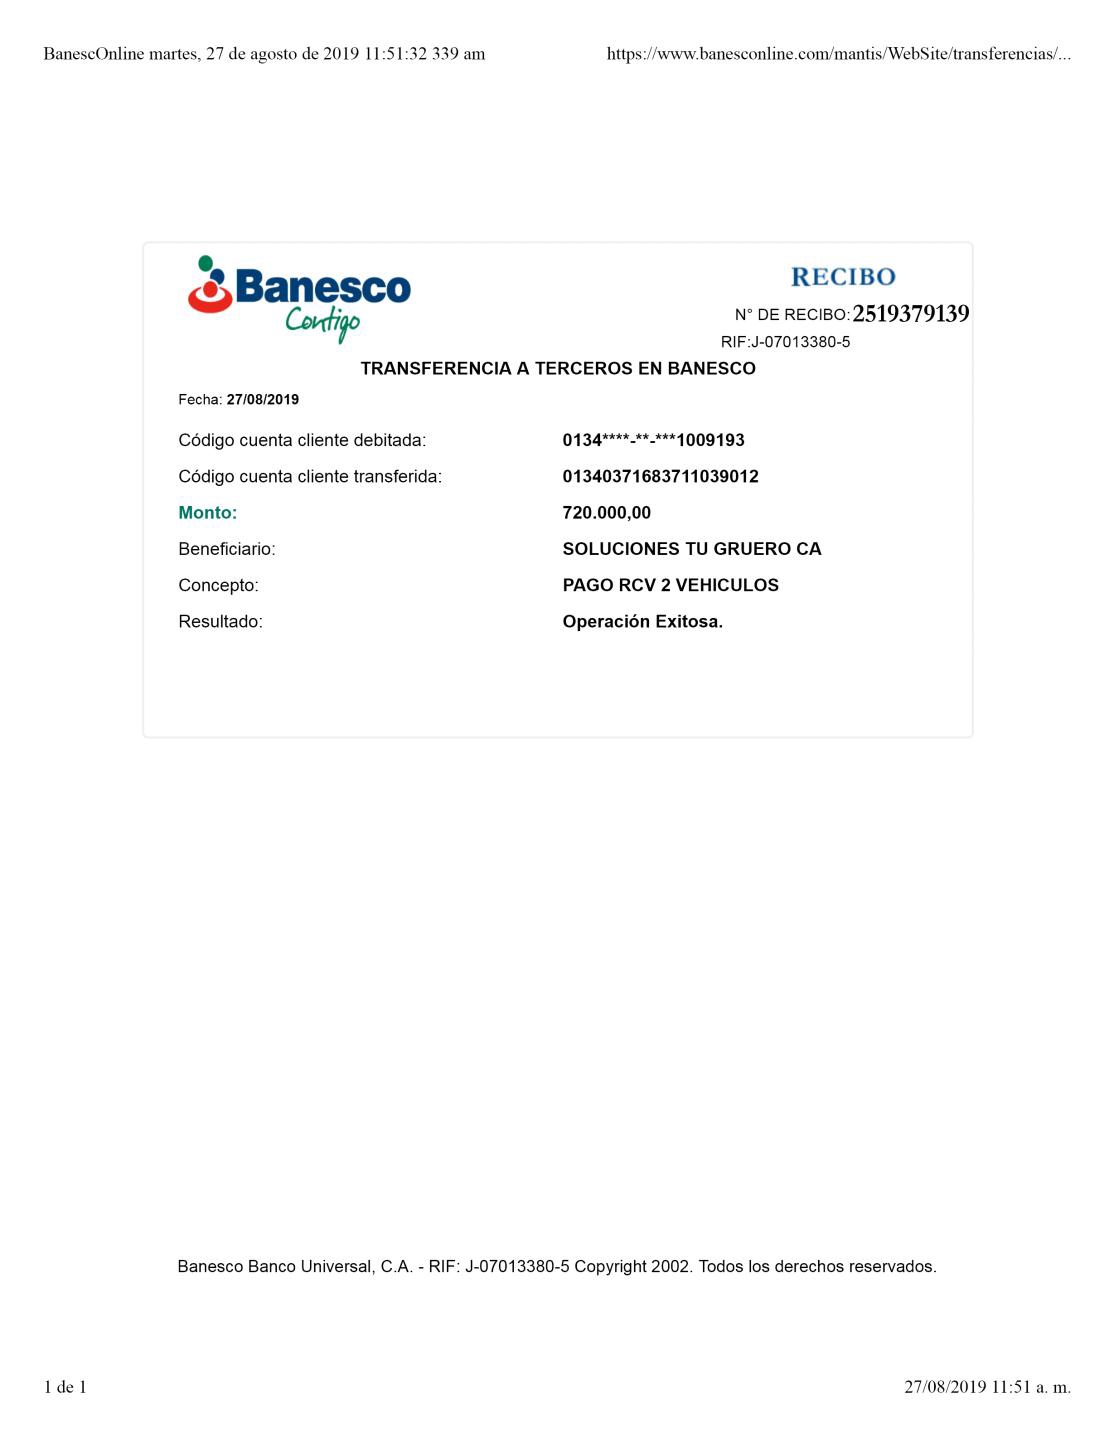 BanescOnline martes, 27 de agosto de 2019 11:51:32 339 am
https://www.banesconline.com/mantis/WebSite/transferencias/...
Banesco
Contigo
RECIBO
N° DE RECIBO: 2519379139
RIF:J-07013380-5
TRANSFERENCIA A TERCEROS EN BANESCO
Fecha: 27/08/2019
Código cuenta cliente debitada: 0134****-**-***1009193
Código cuenta cliente transferida: 01340371683711039012
Monto: 720.000,00
Beneficiario: SOLUCIONES TU GRUERO CA
Concepto: PAGO RCV 2 VEHICULOS
Resultado: Operación Exitosa.
Banesco Banco Universal, C.A. - RIF: J-07013380-5 Copyright 2002. Todos los derechos reservados.
1 de 1
27/08/2019 11:51 a. m.